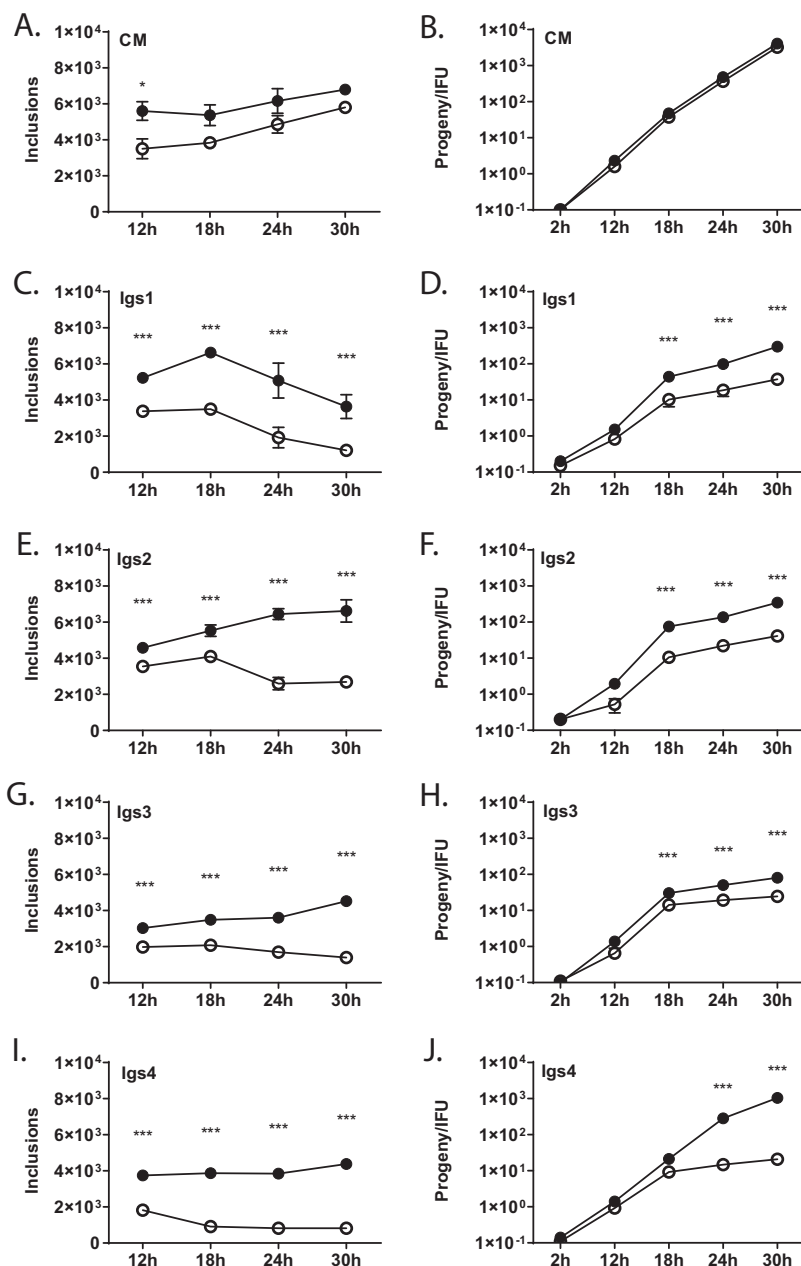 A.
CM
1×10⁴
8×10³
6×10³
4×10³
2×10³
0
Inclusions
*
12h 18h 24h 30h
B.
CM
1×10⁴
1×10³
1×10²
1×10¹
1×10⁰
1×10⁻¹
Progeny/IFU
2h 12h 18h 24h 30h
C.
Igs1
1×10⁴
8×10³
6×10³
4×10³
2×10³
0
Inclusions
*** *** *** ***
12h 18h 24h 30h
D.
Igs1
1×10⁴
1×10³
1×10²
1×10¹
1×10⁰
1×10⁻¹
Progeny/IFU
*** *** ***
2h 12h 18h 24h 30h
E.
Igs2
1×10⁴
8×10³
6×10³
4×10³
2×10³
0
Inclusions
*** *** *** ***
12h 18h 24h 30h
F.
Igs2
1×10⁴
1×10³
1×10²
1×10¹
1×10⁰
1×10⁻¹
Progeny/IFU
*** *** ***
2h 12h 18h 24h 30h
G.
Igs3
1×10⁴
8×10³
6×10³
4×10³
2×10³
0
Inclusions
*** *** *** ***
12h 18h 24h 30h
H.
Igs3
1×10⁴
1×10³
1×10²
1×10¹
1×10⁰
1×10⁻¹
Progeny/IFU
*** *** ***
2h 12h 18h 24h 30h
I.
Igs4
1×10⁴
8×10³
6×10³
4×10³
2×10³
0
Inclusions
*** *** *** ***
12h 18h 24h 30h
J.
Igs4
1×10⁴
1×10³
1×10²
1×10¹
1×10⁰
1×10⁻¹
Progeny/IFU
*** ***
2h 12h 18h 24h 30h